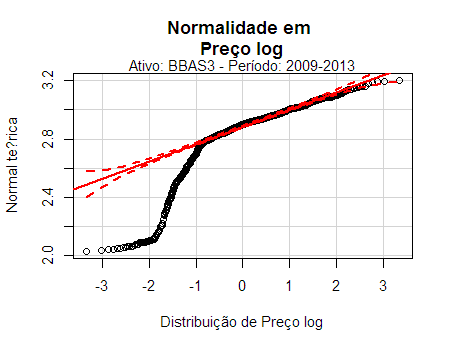 Normalidade em
Preço log
Ativo: BBAS3 - Período: 2009-2013
3.2
2.8
2.4
2.0
Normal te?rica
-3
-2
-1
0
1
2
3
Distribuição de Preço log